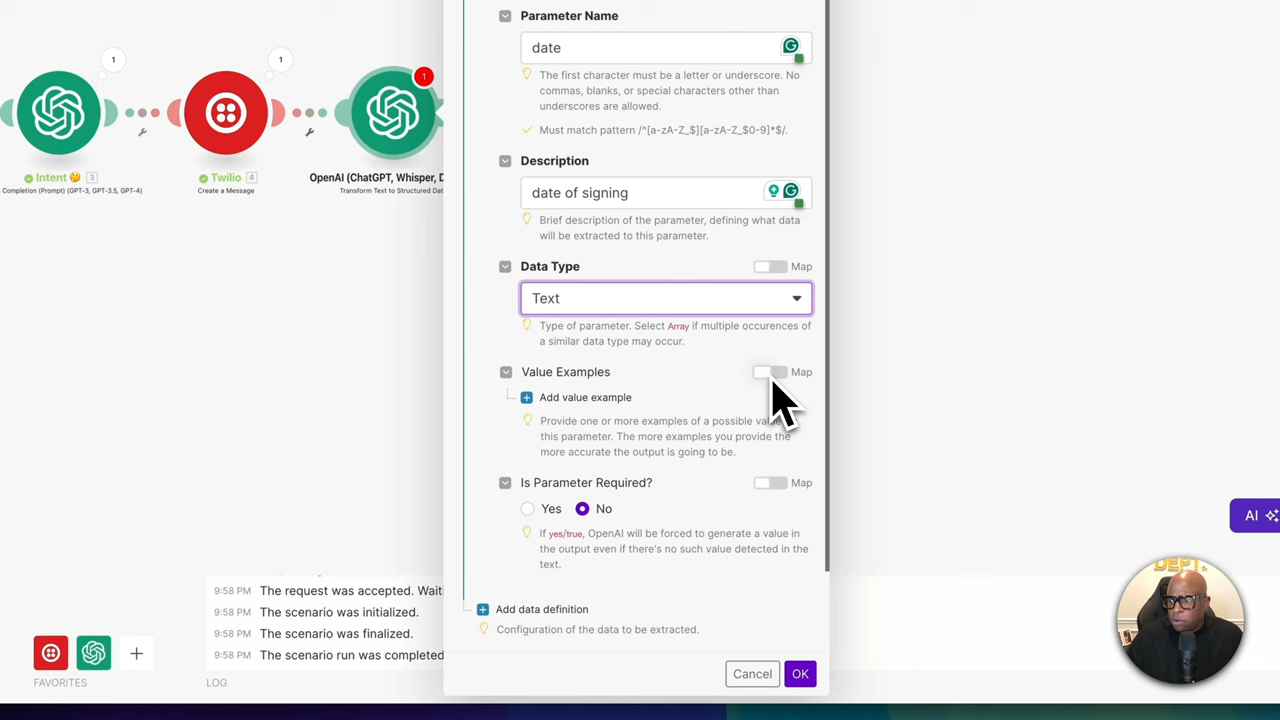 Parameter Name
date
The first character must be a letter or underscore. No
commas, blanks, or special characters other than
underscores are allowed.
Must match pattern /^[a-zA-Z_$][a-zA-Z_$0-9]*$/.
Description
date of signing
Brief description of the parameter, defining what data
will be extracted to this parameter.
Data Type
Map
Text
Type of parameter. Select Array if multiple occurences of
a similar data type may occur.
Value Examples
Map
Add value example
Provide one or more examples of a possible
this parameter. The more examples you provide the
more accurate the output is going to be.
Is Parameter Required?
Map
Yes
No
If yes/true, OpenAI will be forced to generate a value in
the output even if there's no such value detected in the
text.
Add data definition
Configuration of the data to be extracted.
Cancel
OK
1
1
1
Intent 3
Completion (Prompt) (GPT-3, GPT-3.5, GPT-4)
Twilio 4
Create a Message
OpenAI (ChatGPT, Whisper,
Transform Text to Structured
AI
9:58 PM The request was accepted.
9:58 PM The scenario was initialized.
9:58 PM The scenario was finalized.
9:58 PM The scenario run was completed
FAVORITES
LOG
DEPT